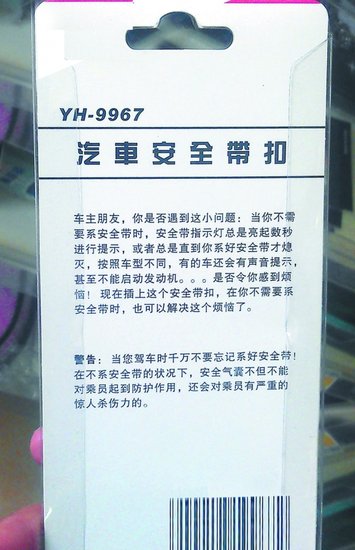 YH-9967
汽車安全帶扣
车主朋友，你是否遇到这小问题：当你不需
要系安全带时，安全带指示灯总是亮起数秒
进行提示，或者总是直到你系好安全带才熄
灭，按照车型不同，有的车还会有声音提示，
甚至不能启动发动机。。。是否令你感到烦
恼！现在插上这个安全带扣，在你不需要系
安全带时，也可以解决这个烦恼了。
警告：当您驾车时千万不要忘记系好安全带！
在不系安全带的状况下，安全气囊不但不能
对乘员起到防护作用，还会对乘员有严重的
惊人杀伤力的。